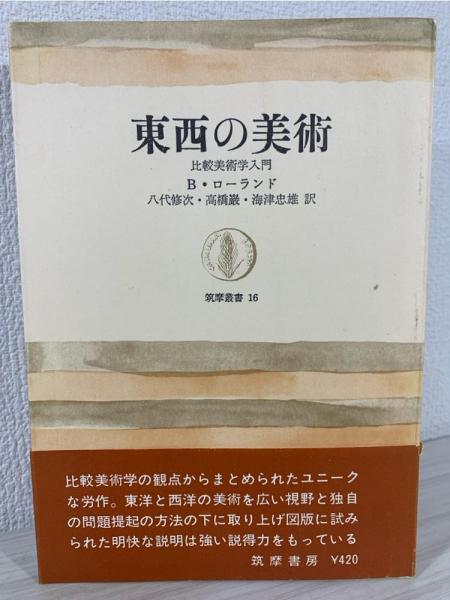 東西の美術
比較美術学入門
B・ローランド
八代修次・高橋巌・海津忠雄 訳
筑摩叢書 16
比較美術学の観点からまとめられたユニーク
な労作。東洋と西洋の美術を広い視野と独自
の問題提起の方法の下に取り上げ図版に試み
られた明快な説明は強い説得力をもっている
筑摩書房 Y420